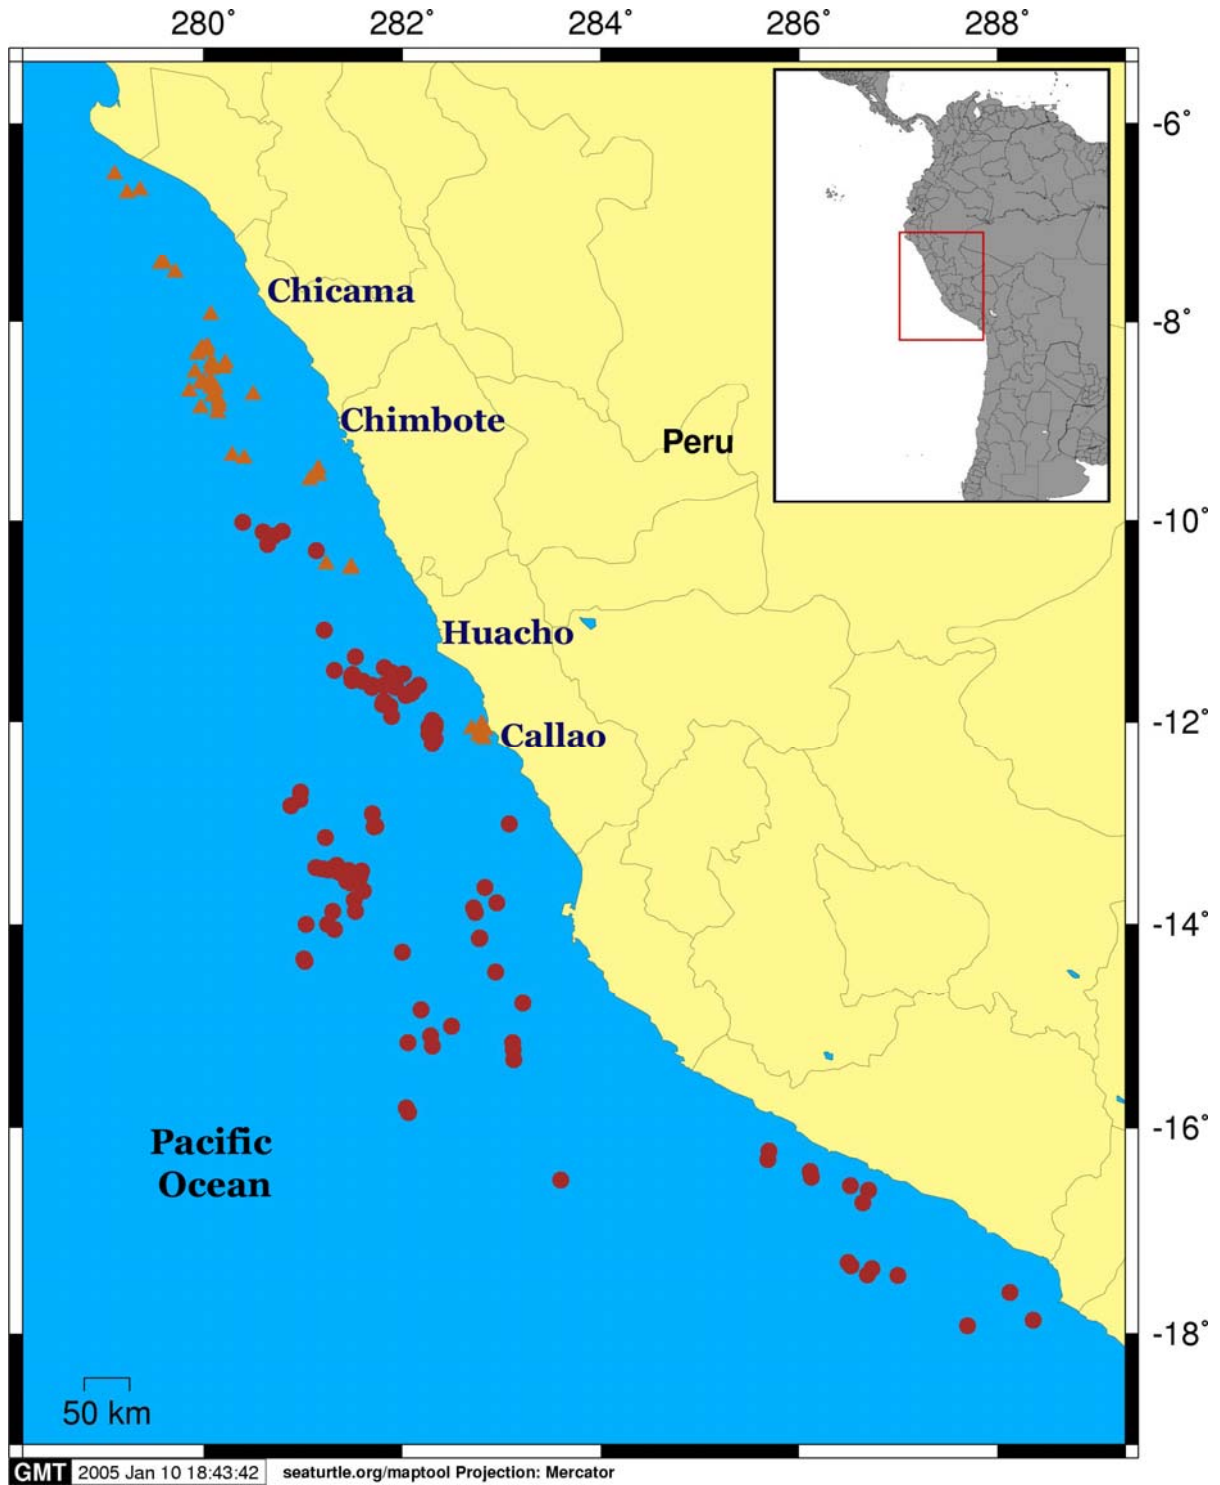 280° 282° 284° 286° 288°
-6°
Chicama
-8°
Chimbote
Peru
-10°
Huacho
Callao
-12°
-14°
Pacific
Ocean
-16°
-18°
50 km
GMT 2005 Jan 10 18:43:42 seaturtle.org/maptool Projection: Mercator